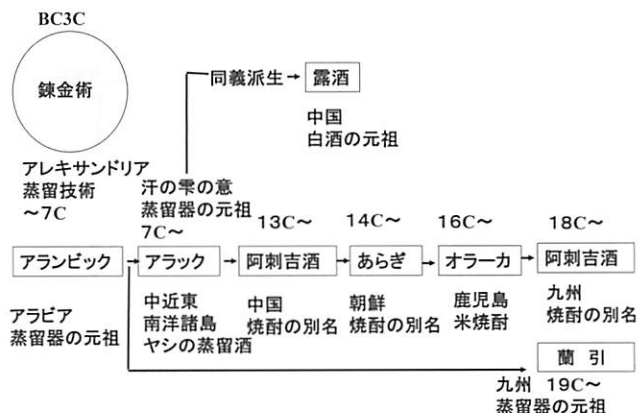 BC3C
錬金術
アレキサンドリア
蒸留技術
～7C
同義派生
露酒
中国
白酒の元祖
汗の雫の意
蒸留器の元祖
7C～
13C～
14C～
16C～
18C～
アランビック
アラック
阿刺吉酒
あらぎ
オラーカ
阿刺吉酒
アラビア
蒸留器の元祖
中近東
南洋諸島
ヤシの蒸留酒
中国
焼酎の別名
朝鮮
焼酎の別名
鹿児島
米焼酎
九州
焼酎の別名
蘭引
九州 19C～
蒸留器の元祖